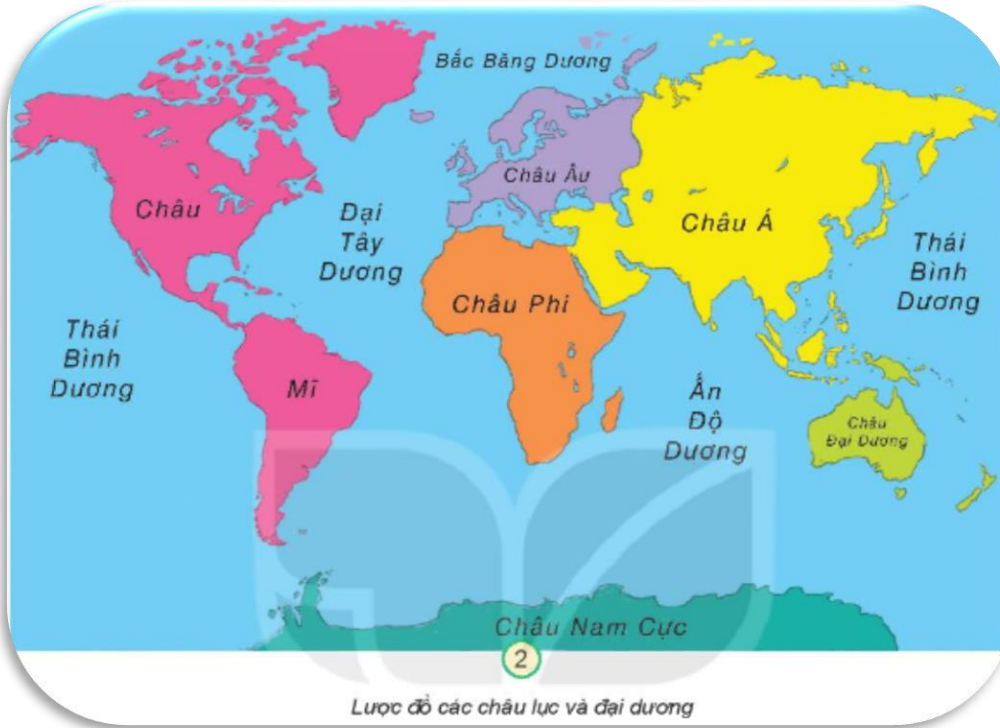 Bắc Băng Dương
Châu Âu
Châu
Đại
Tây
Dương
Châu Á
Thái
Bình
Dương
Châu Phi
Thái
Bình
Dương
Mĩ
Ấn
Độ
Dương
Châu
Đại Dương
Châu Nam Cực
2
Lược đồ các châu lục và đại dương